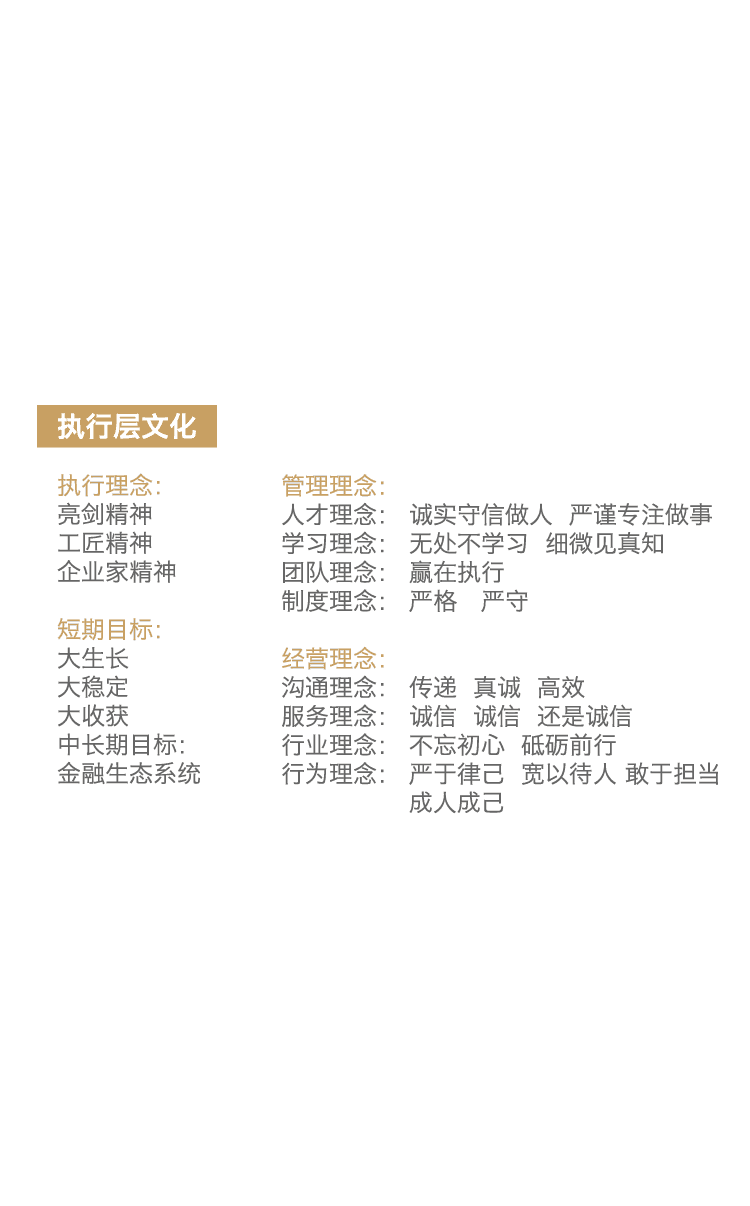 执行层文化
执行理念：
亮剑精神
工匠精神
企业家精神
短期目标：
大生长
大稳定
大收获
中长期目标：
金融生态系统
管理理念：
人才理念： 诚实守信做人 严谨专注做事
学习理念： 无处不学习 细微见真知
团队理念： 赢在执行
制度理念： 严格 严守
经营理念：
沟通理念： 传递 真诚 高效
服务理念： 诚信 诚信 还是诚信
行业理念： 不忘初心 砥砺前行
行为理念： 严于律己 宽以待人 敢于担当
成人成己